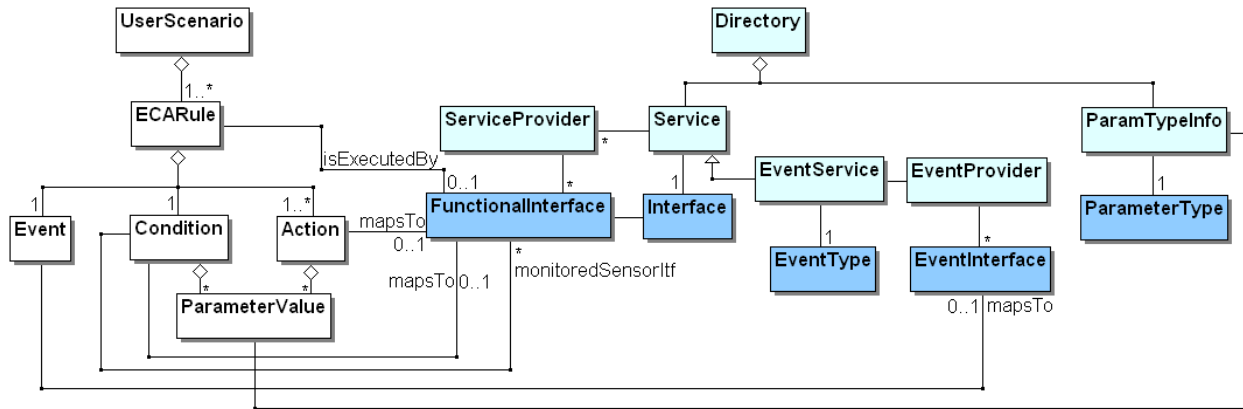 UserScenario
Directory
1..*
ECARule
ServiceProvider
*
Service
ParamTypeInfo
isExecutedBy
EventService
EventProvider
0..1
*
1
1
1
1
1..*
FunctionalInterface
Interface
ParameterType
Event
Condition
Action
mapsTo
0..1
1
*
*
monitoredSensorItf
EventType
EventInterface
mapsTo
0..1
*
*
ParameterValue
0..1
mapsTo